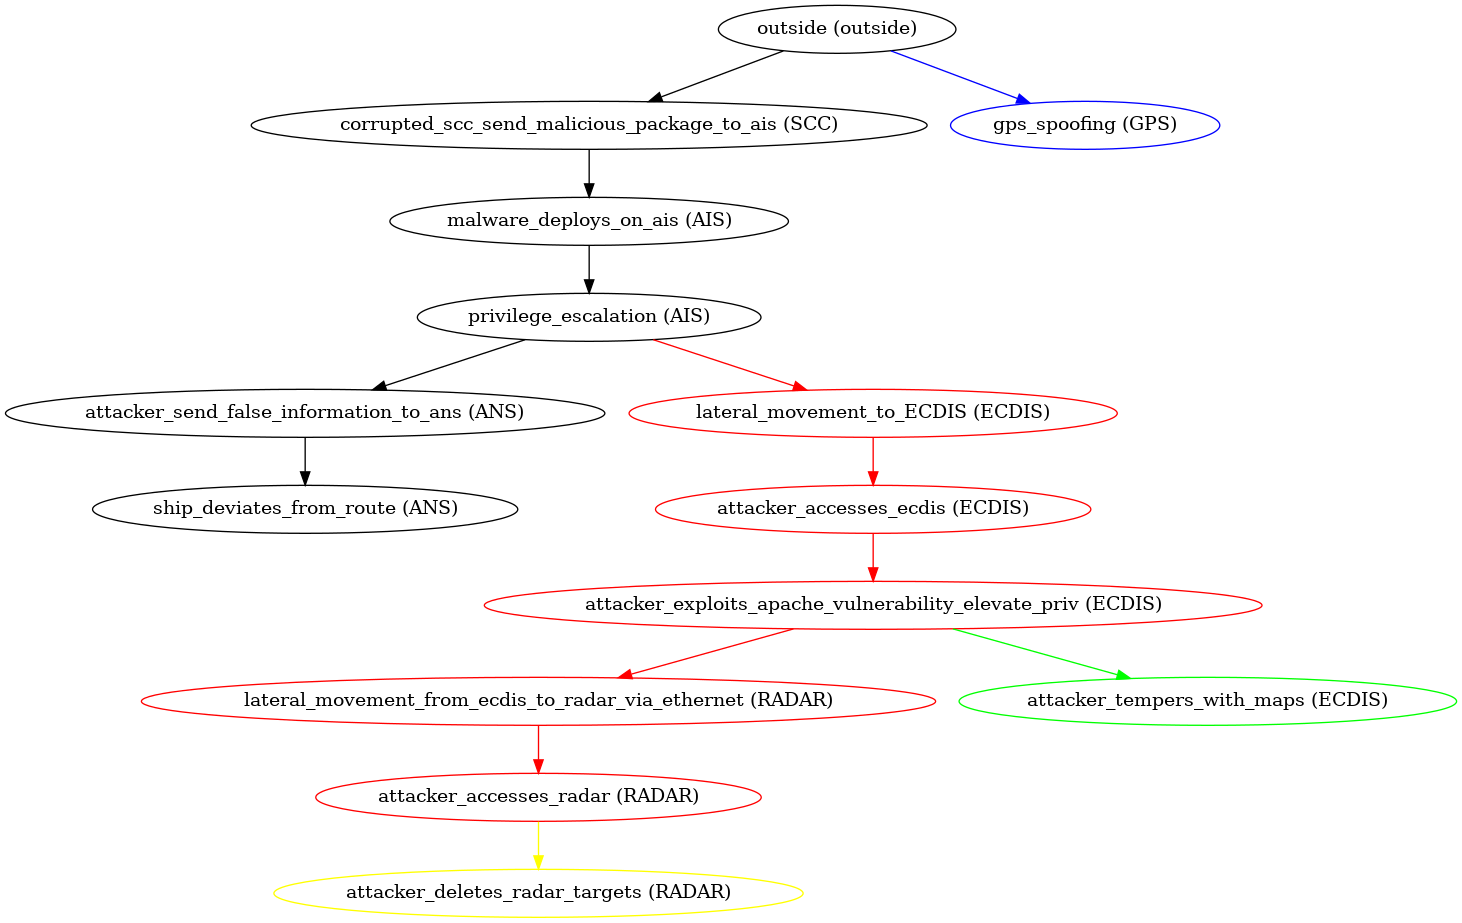 outside (outside)
corrupted_scc_send_malicious_package_to_ais (SCC)
gps_spoofing (GPS)
malware_deploys_on_ais (AIS)
privilege_escalation (AIS)
attacker_send_false_information_to_ans (ANS)
lateral_movement_to_ECDIS (ECDIS)
ship_deviates_from_route (ANS)
attacker_accesses_ecdis (ECDIS)
attacker_exploits_apache_vulnerability_elevate_priv (ECDIS)
lateral_movement_from_ecdis_to_radar_via_ethernet (RADAR)
attacker_tempers_with_maps (ECDIS)
attacker_accesses_radar (RADAR)
attacker_deletes_radar_targets (RADAR)